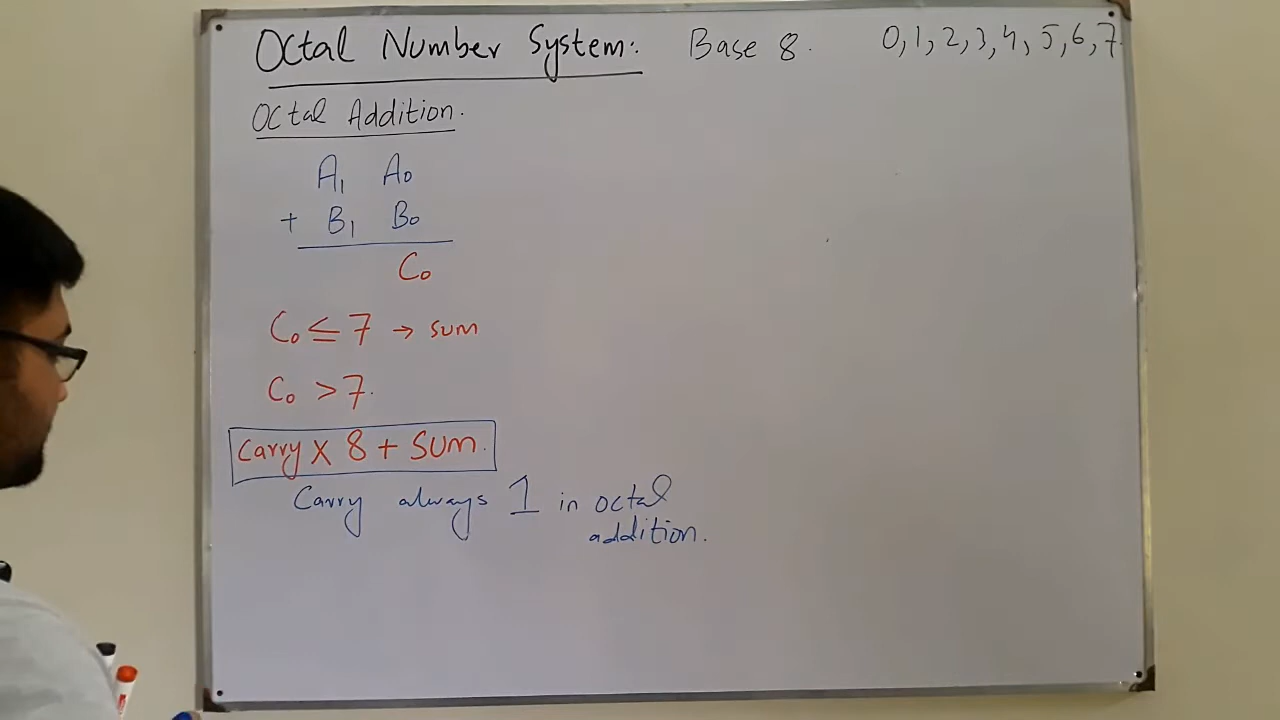 Octal Number System:. Base 8. 0,1,2,3,4,5,6,7.
Octal Addition.
A1 A0
+ B1 B0
C0
C0 ≤ 7 → sum
C0 > 7.
Carry x 8 + Sum.
Carry always 1 in octal
addition.